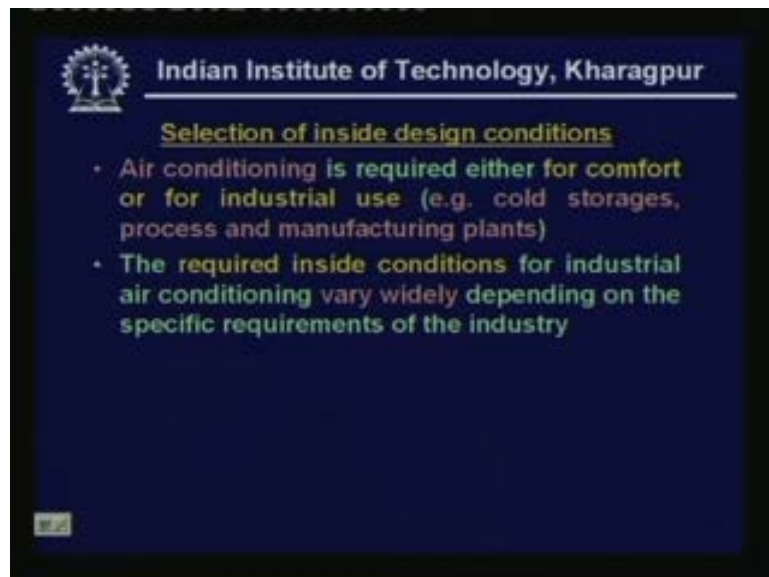 Indian Institute of Technology, Kharagpur
Selection of inside design conditions
• Air conditioning is required either for comfort
or for industrial use (e.g. cold storages,
process and manufacturing plants)
• The required inside conditions for industrial
air conditioning vary widely depending on the
specific requirements of the industry